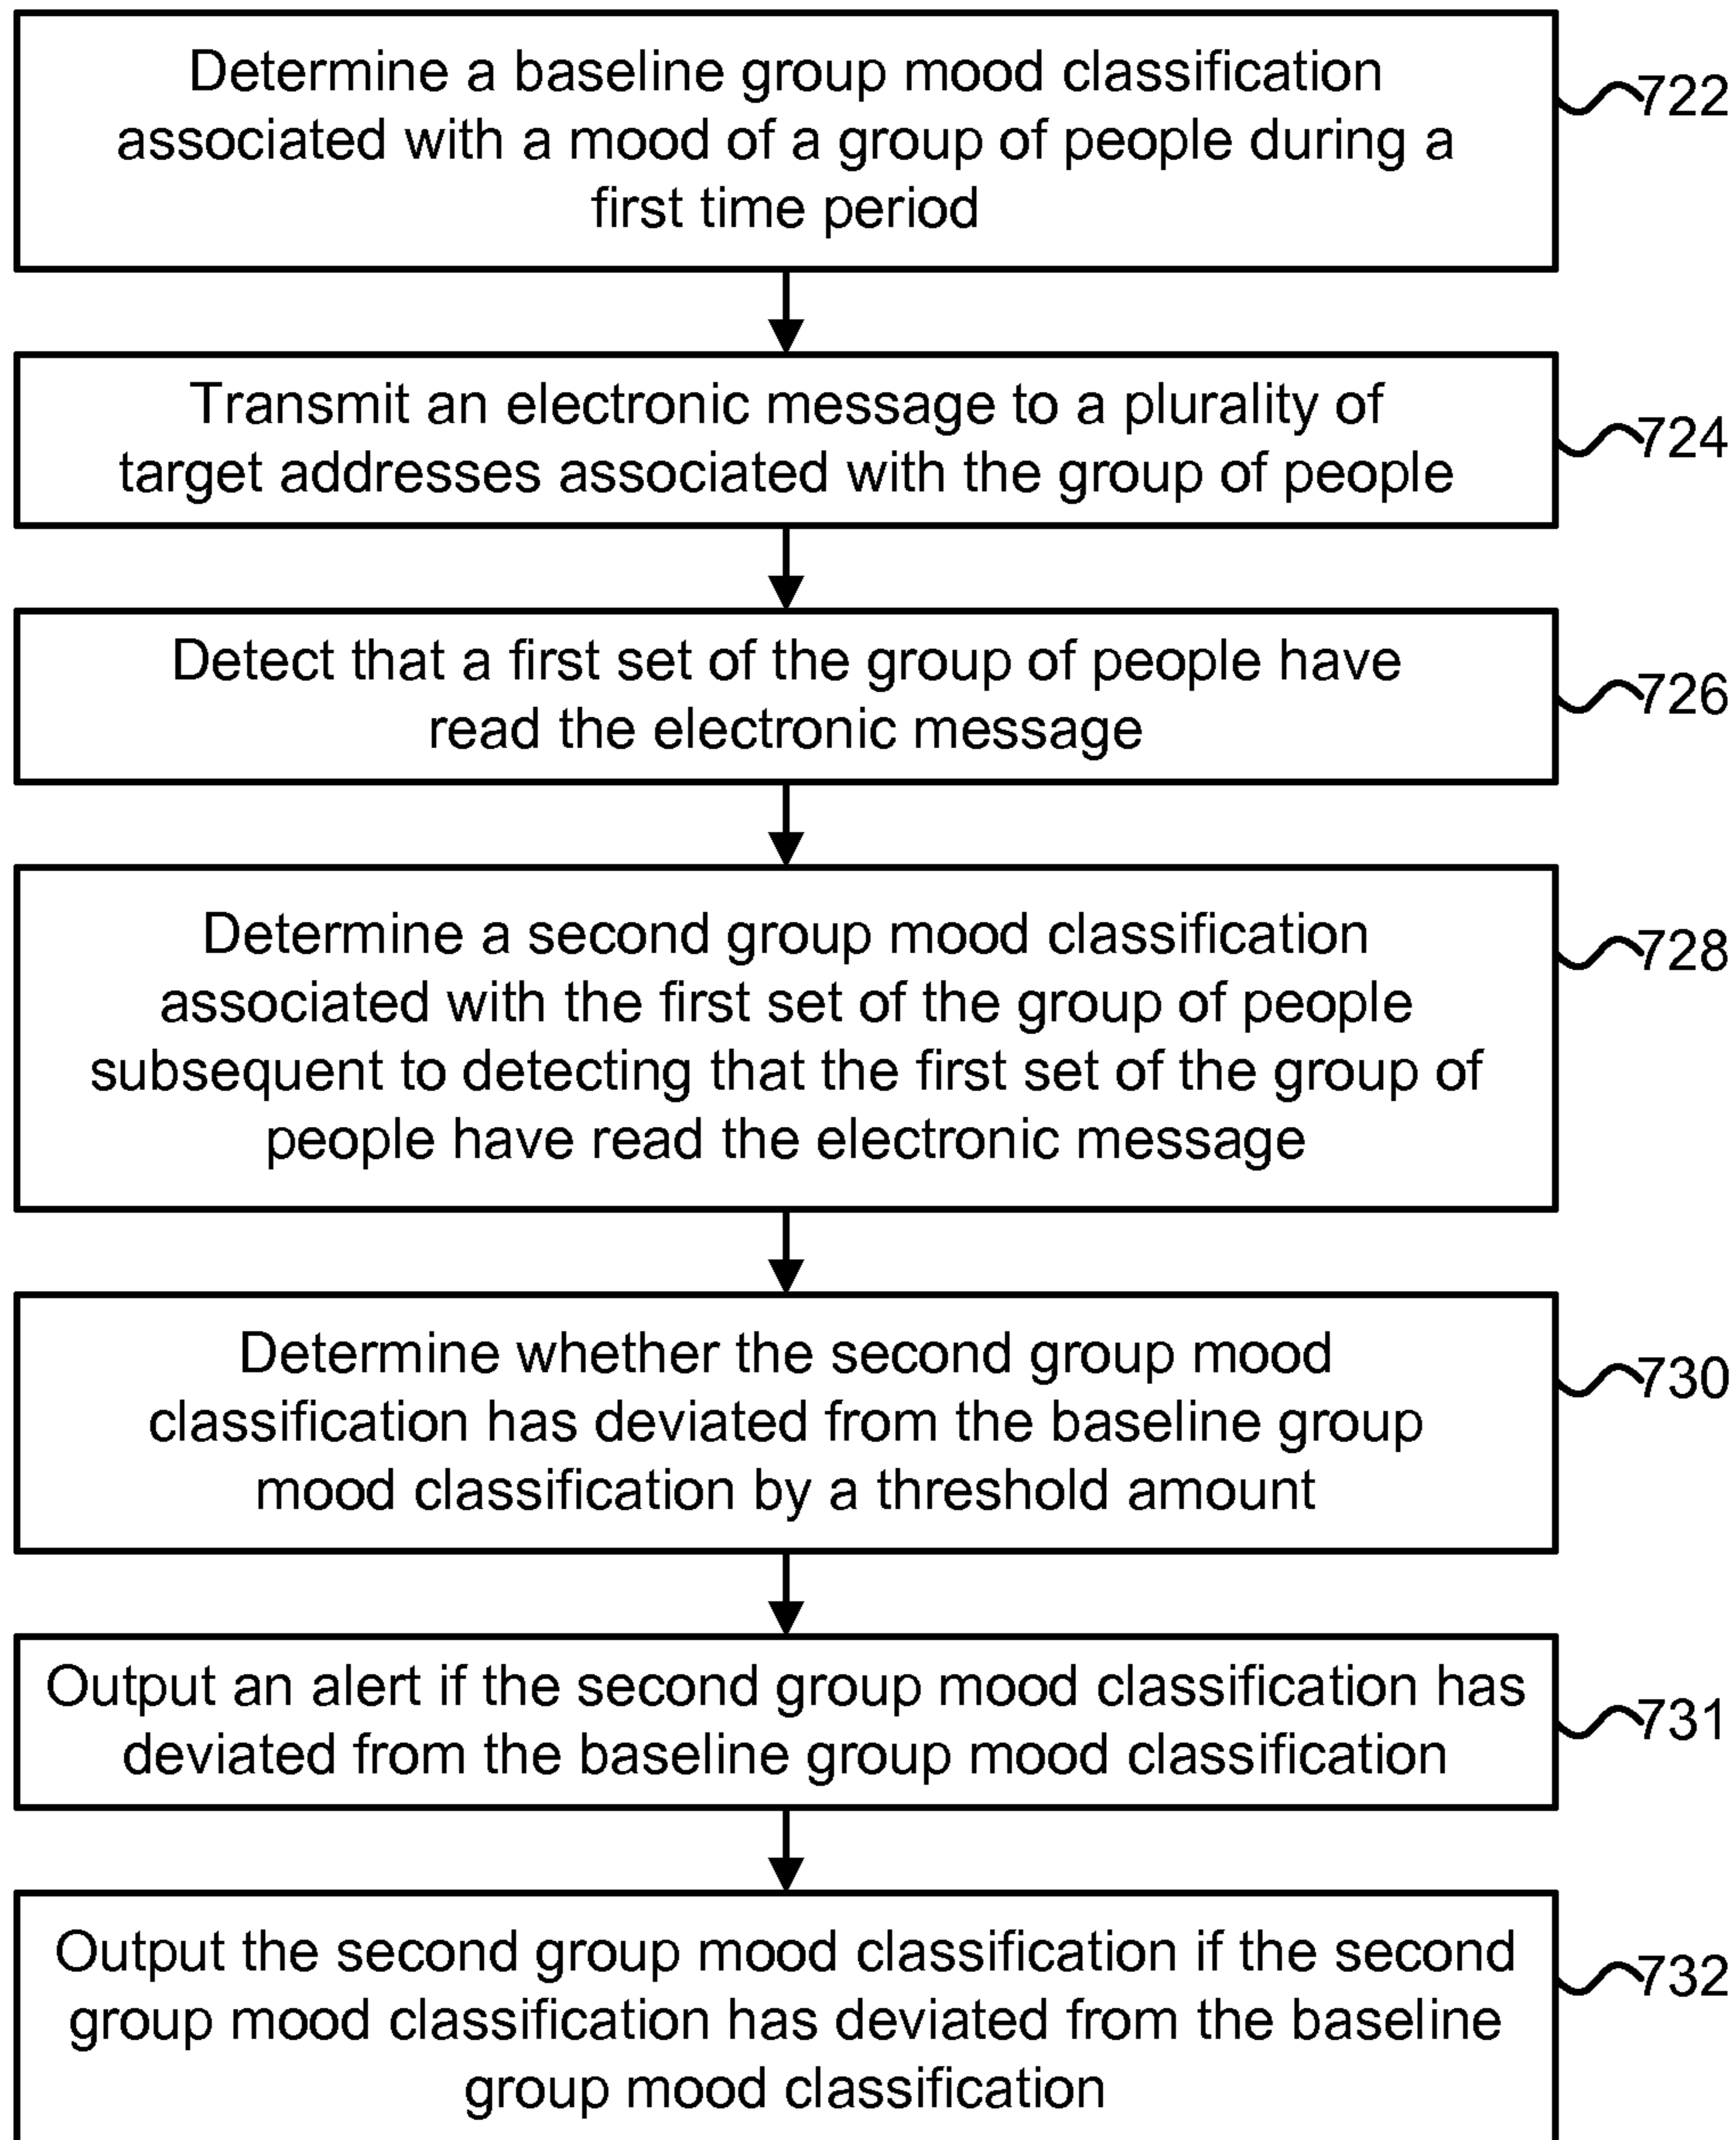 Determine a baseline group mood classification
associated with a mood of a group of people during a
first time period
722
Transmit an electronic message to a plurality of
target addresses associated with the group of people
724
Detect that a first set of the group of people have
read the electronic message
726
Determine a second group mood classification
associated with the first set of the group of people
subsequent to detecting that the first set of the group of
people have read the electronic message
728
Determine whether the second group mood
classification has deviated from the baseline group
mood classification by a threshold amount
730
Output an alert if the second group mood classification has
deviated from the baseline group mood classification
731
Output the second group mood classification if the second
group mood classification has deviated from the baseline
group mood classification
732